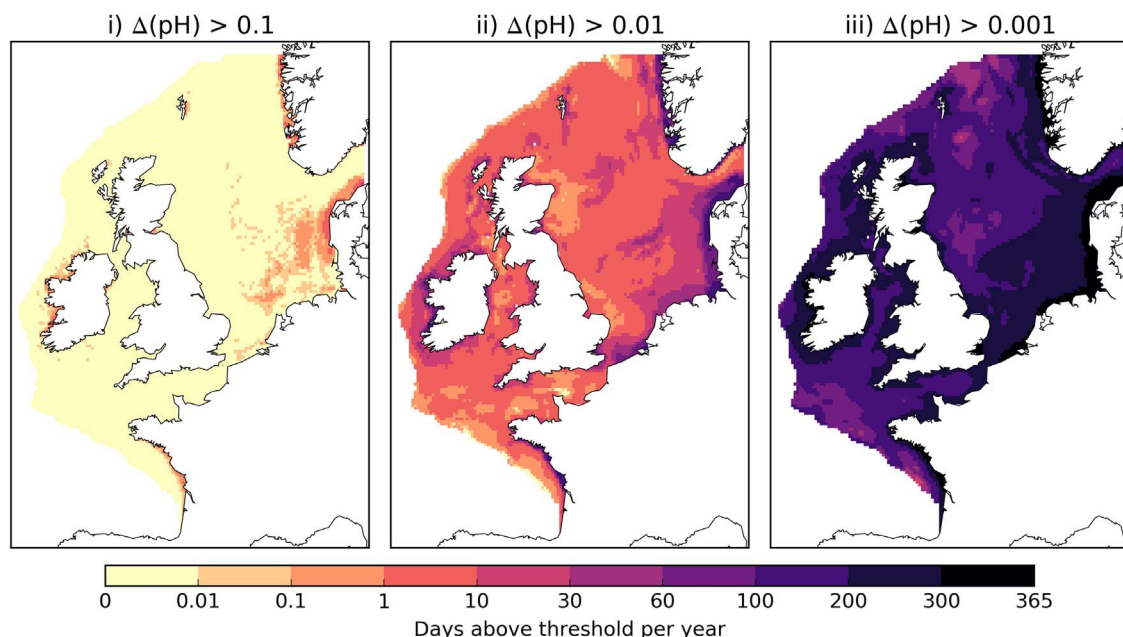 i) Δ(pH) > 0.1
ii) Δ(pH) > 0.01
iii) Δ(pH) > 0.001
0 0.01 0.1 1 10 30 60 100 200 300 365
Days above threshold per year